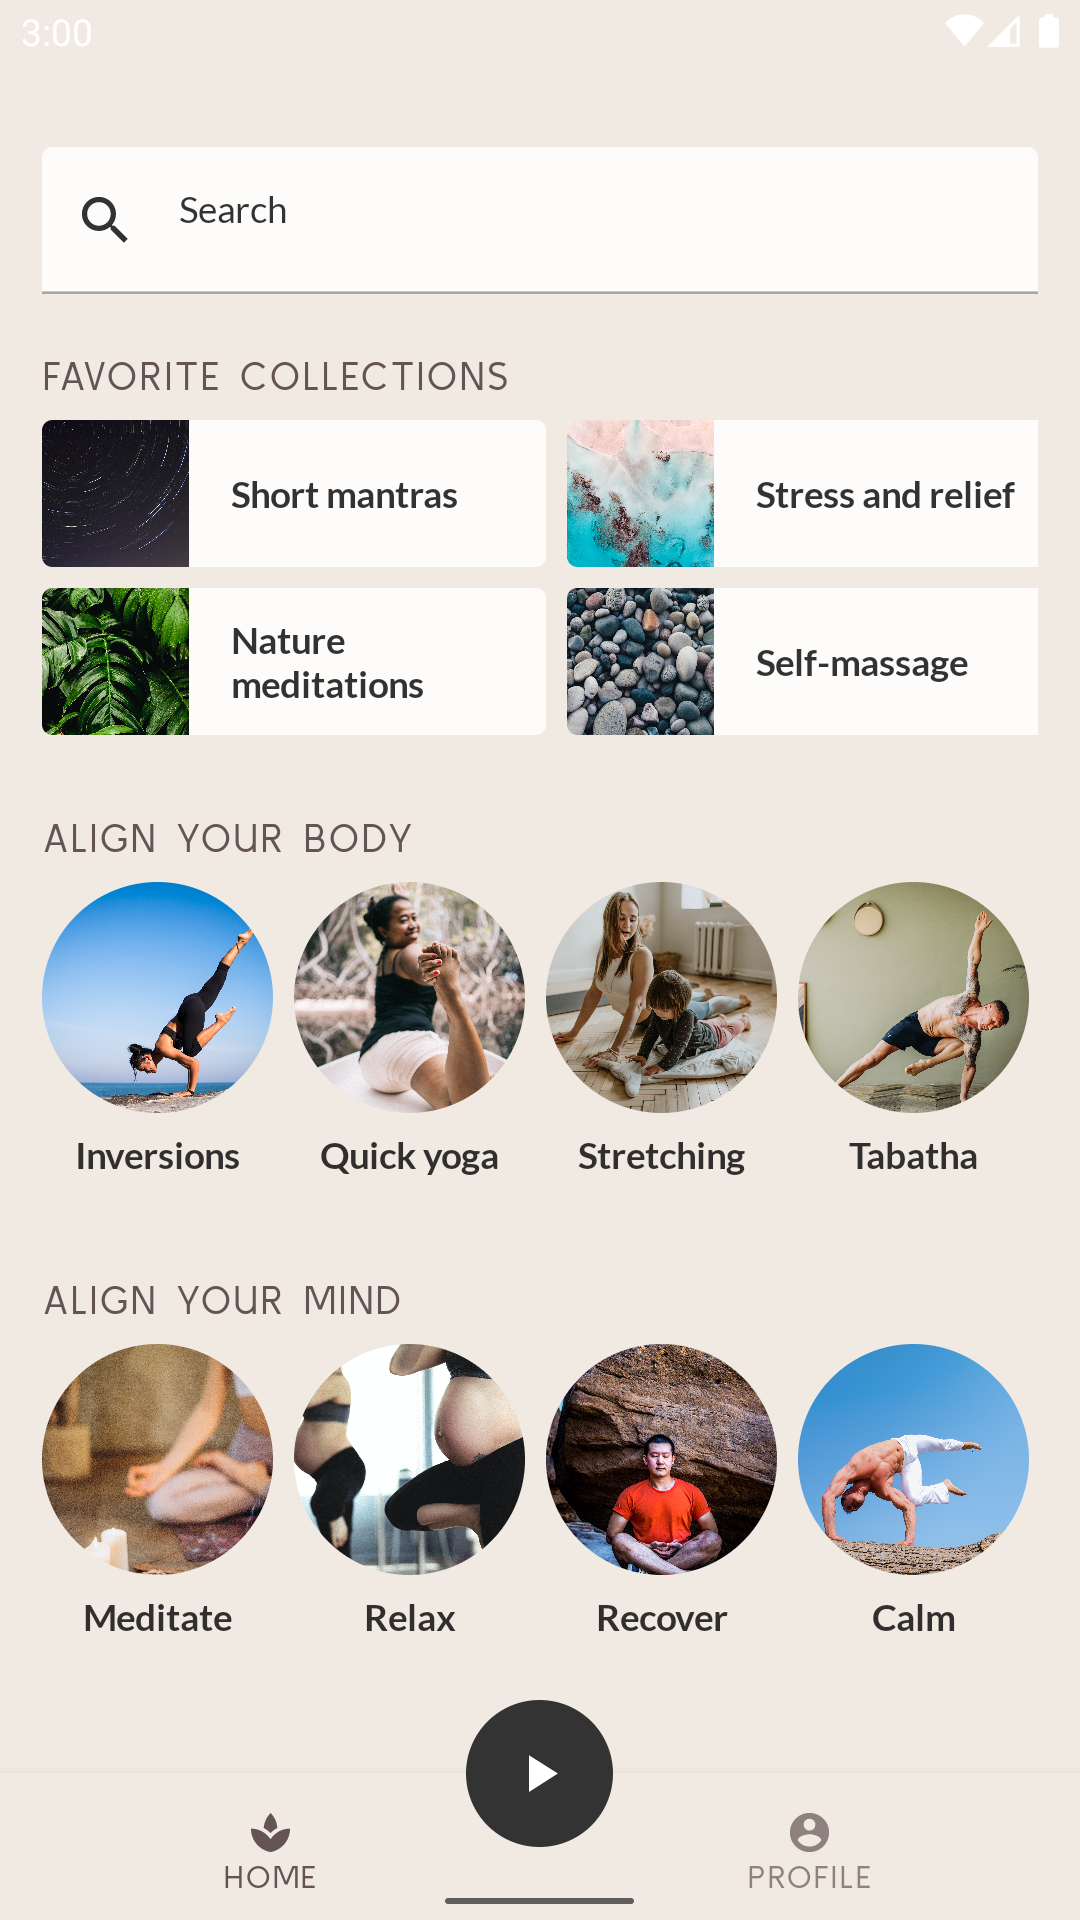 3:00
Search
FAVORITE COLLECTIONS
Short mantras
Stress and relief
Nature
meditations
Self-massage
ALIGN YOUR BODY
Inversions
Quick yoga
Stretching
Tabatha
ALIGN YOUR MIND
Meditate
Relax
Recover
Calm
HOME
PROFILE